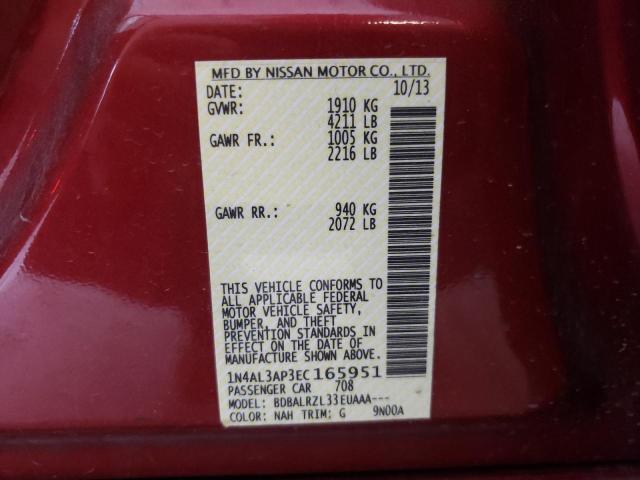 MFD BY NISSAN MOTOR CO., LTD.
DATE: 10/13
GVWR: 1910 KG
4211 LB
GAWR FR.: 1005 KG
2216 LB
GAWR RR.: 940 KG
2072 LB
THIS VEHICLE CONFORMS TO
ALL APPLICABLE FEDERAL
MOTOR VEHICLE SAFETY,
BUMPER, AND THEFT
PREVENTION STANDARDS IN
EFFECT ON THE DATE OF
MANUFACTURE SHOWN ABOVE.
1N4AL3AP3EC165951
PASSENGER CAR 708
MODEL: BDBALRZL33EUAAA---
COLOR: NAH TRIM: G 9N00A